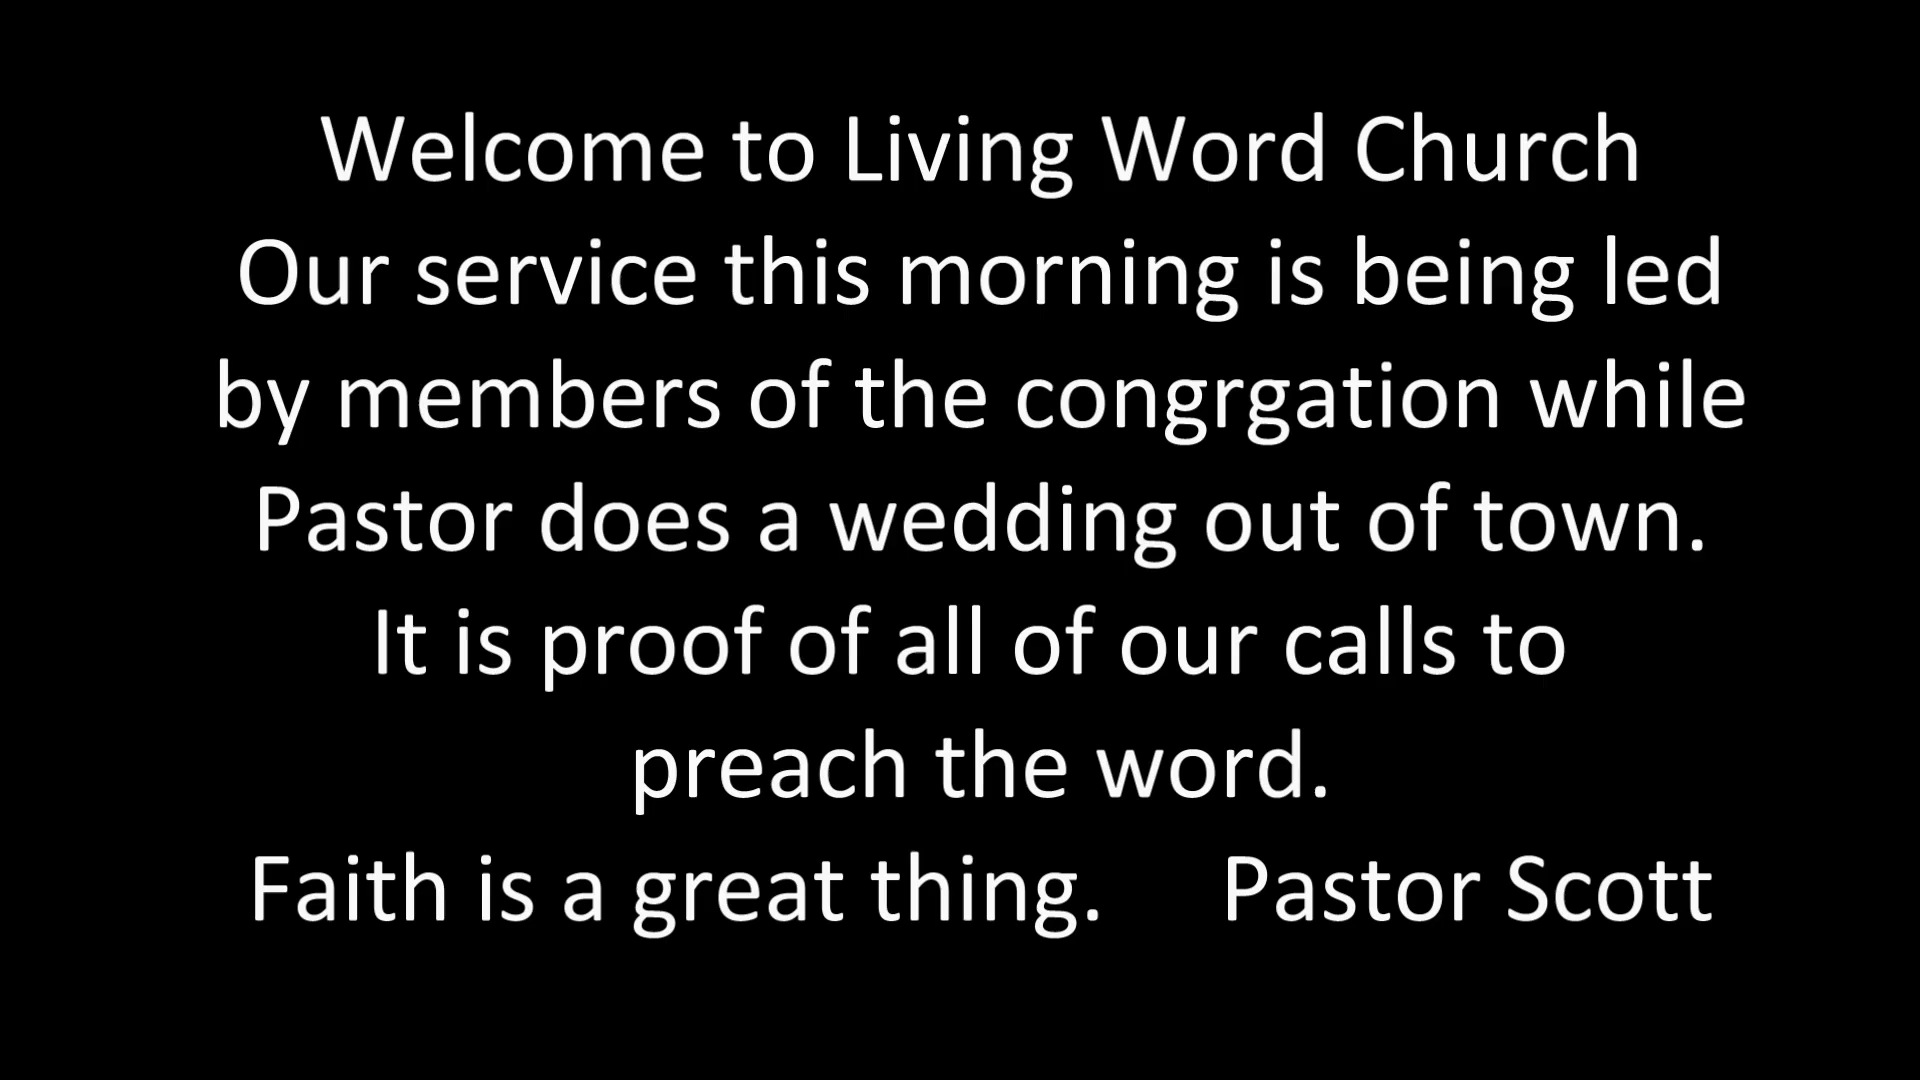 Welcome to Living Word Church
Our service this morning is being led
by members of the congrgation while
Pastor does a wedding out of town.
It is proof of all of our calls to
preach the word.
Faith is a great thing. Pastor Scott